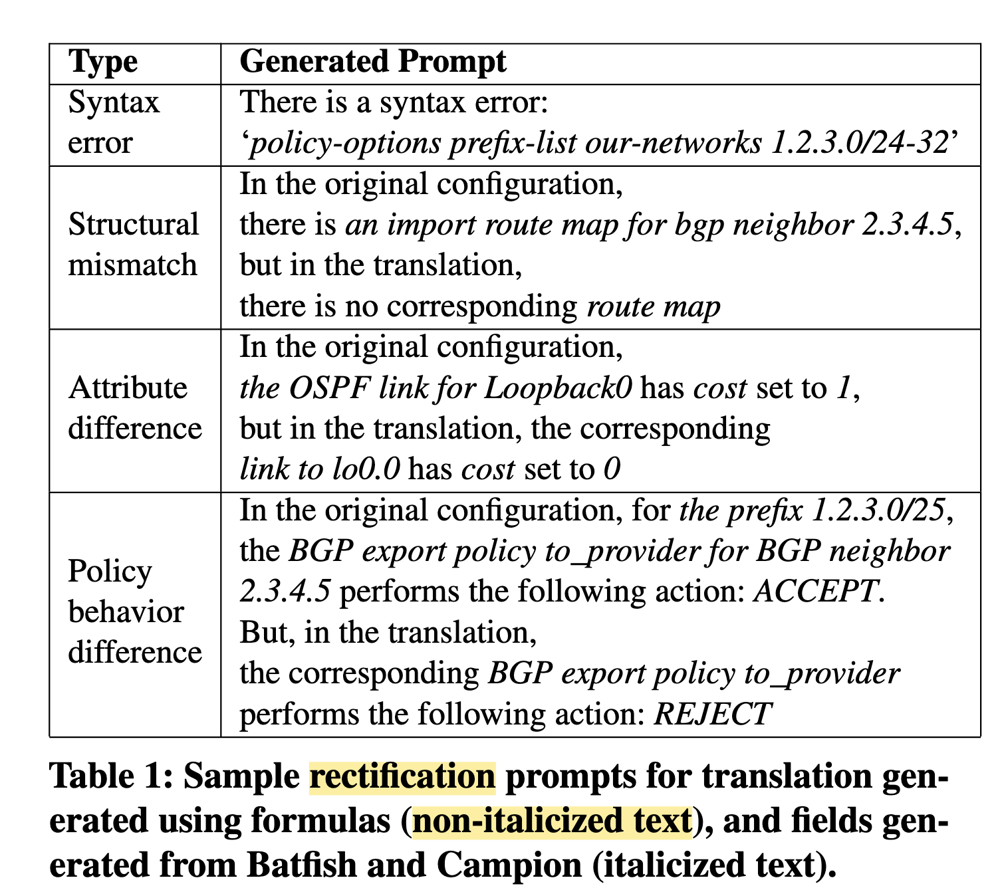 Type Generated Prompt
Syntax error
There is a syntax error:
‘policy-options prefix-list our-networks 1.2.3.0/24-32’
Structural mismatch
In the original configuration,
there is an import route map for bgp neighbor 2.3.4.5,
but in the translation,
there is no corresponding route map
Attribute difference
In the original configuration,
the OSPF link for Loopback0 has cost set to 1,
but in the translation, the corresponding
link to lo0.0 has cost set to 0
Policy behavior difference
In the original configuration, for the prefix 1.2.3.0/25,
the BGP export policy to_provider for BGP neighbor
2.3.4.5 performs the following action: ACCEPT.
But, in the translation,
the corresponding BGP export policy to_provider
performs the following action: REJECT
Table 1: Sample rectification prompts for translation gen-
erated using formulas (non-italicized text), and fields gen-
erated from Batfish and Campion (italicized text).